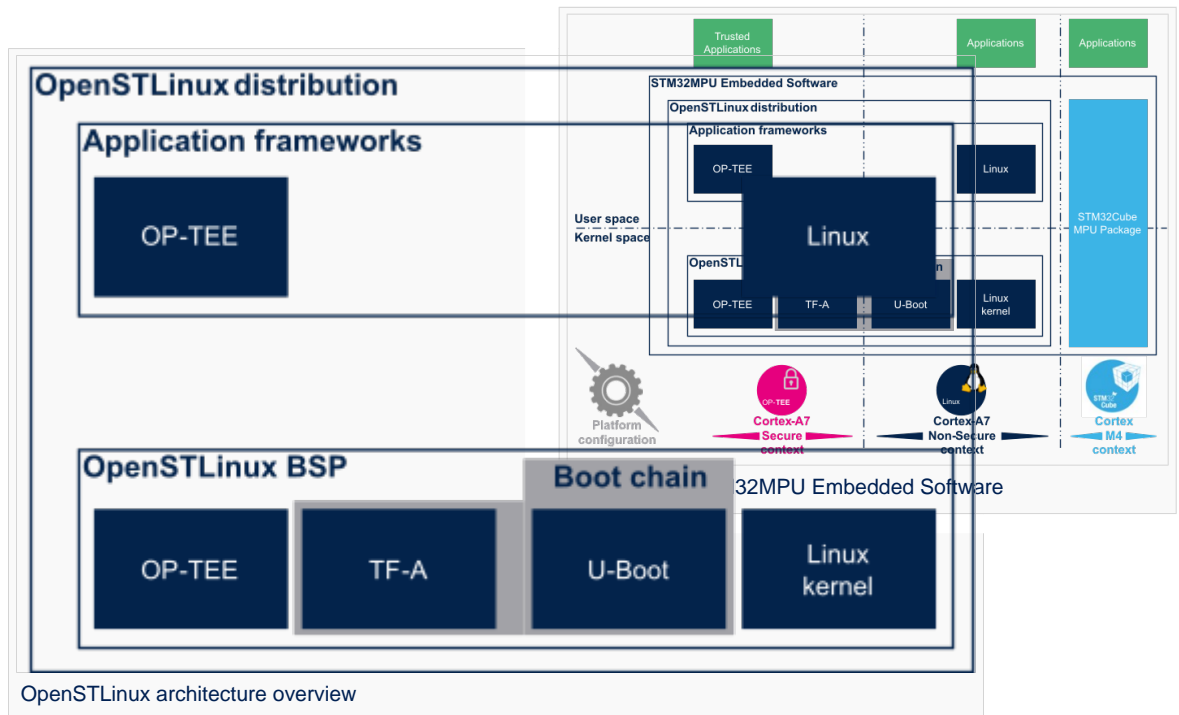 OpenSTLinux distribution
Application frameworks
OP-TEE
Linux
OpenSTLinux BSP
Boot chain
OP-TEE
TF-A
U-Boot
Linux
kernel
OpenSTLinux architecture overview
Trusted
Applications
Applications
Applications
STM32MPU Embedded Software
OpenSTLinux distribution
Application frameworks
OP-TEE
Linux
STM32Cube
MPU Package
User space
Kernel space
OpenSTL
n
OP-TEE
TF-A
U-Boot
Linux
kernel
Platform
configuration
OP-TEE
Cortex-A7
Secure
context
Linux
Cortex-A7
Non-Secure
context
STM32
Cube
Cortex
M4
context
32MPU Embedded Software